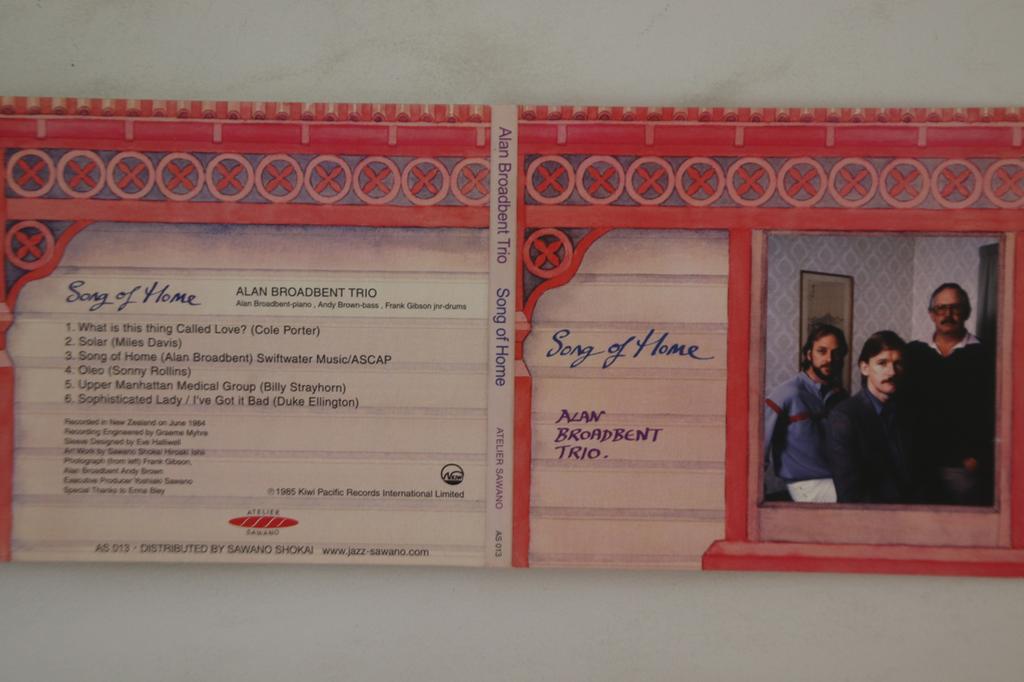 Song of Home
ALAN BROADBENT TRIO
Alan Broadbent-piano , Andy Brown-bass , Frank Gibson jnr-drums
1. What is this thing Called Love? (Cole Porter)
2. Solar (Miles Davis)
3. Song of Home (Alan Broadbent) Swiftwater Music/ASCAP
4. Oleo (Sonny Rollins)
5. Upper Manhattan Medical Group (Billy Strayhorn)
6. Sophisticated Lady / I've Got it Bad (Duke Ellington)
Recorded in New Zealand on June 1984
Recording Engineered by Graeme Myhre
Sleeve Designed by Eve Halliwell
Art Work by Sawano Shokai Hiroaki Ishii
Photograph (from left) Frank Gibson,
Alan Broadbent Andy Brown
Executive Producer Yoshiaki Sawano
Special Thanks to Erma Bley
℗1985 Kiwi Pacific Records International Limited
ATELIER
SAWANO
AS 013 · DISTRIBUTED BY SAWANO SHOKAI www.jazz-sawano.com
Alan Broadbent Trio Song of Home ATELIER SAWANO AS 013
Song of Home
ALAN
BROADBENT
TRIO.